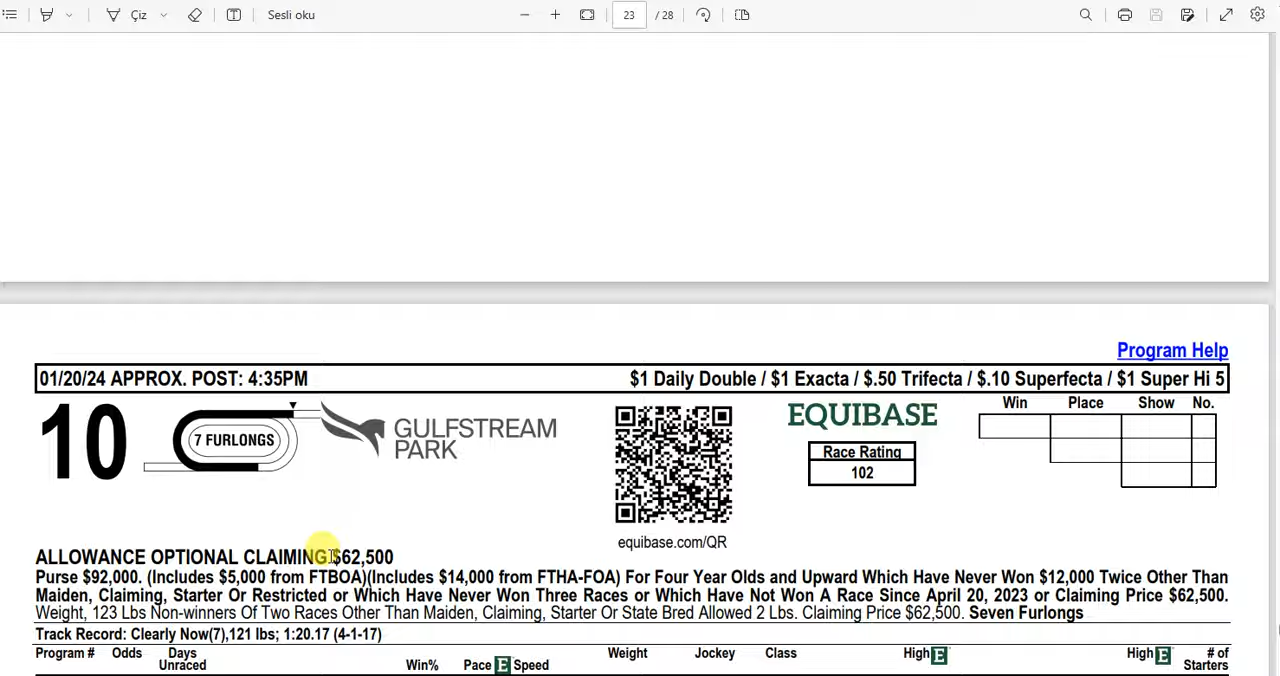 Çiz Sesli oku 23 / 28
Program Help
01/20/24 APPROX. POST: 4:35PM $1 Daily Double / $1 Exacta / $.50 Trifecta / $.10 Superfecta / $1 Super Hi 5
10 7 FURLONGS GULFSTREAM PARK
EQUIBASE
Race Rating
102
Win Place Show No.
equibase.com/QR
ALLOWANCE OPTIONAL CLAIMING $62,500
Purse $92,000. (Includes $5,000 from FTBOA)(Includes $14,000 from FTHA-FOA) For Four Year Olds and Upward Which Have Never Won $12,000 Twice Other Than
Maiden, Claiming, Starter Or Restricted or Which Have Never Won Three Races or Which Have Not Won A Race Since April 20, 2023 or Claiming Price $62,500.
Weight, 123 Lbs Non-winners Of Two Races Other Than Maiden, Claiming, Starter Or State Bred Allowed 2 Lbs. Claiming Price $62,500. Seven Furlongs
Track Record: Clearly Now(7),121 lbs; 1:20.17 (4-1-17)
Program # Odds Days Weight Jockey Class High E High E # of
Unraced Win% Pace E Speed Starters